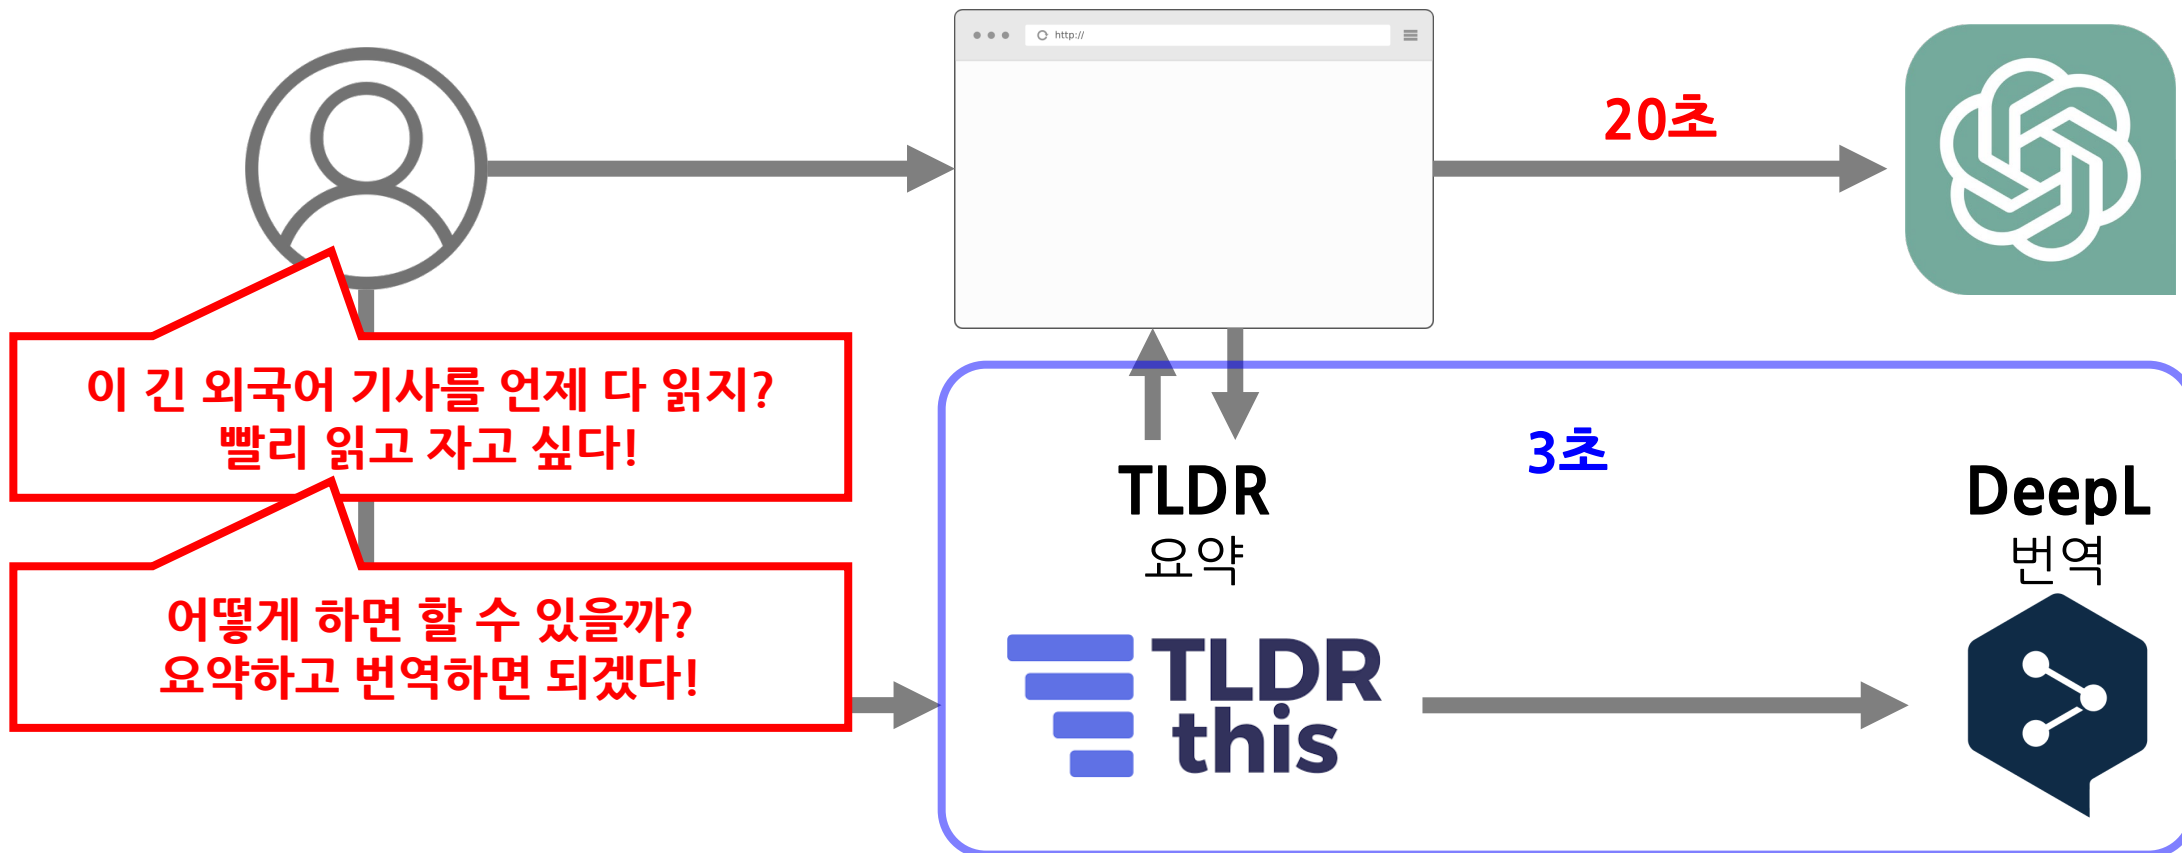 http://
20초
이 긴 외국어 기사를 언제 다 읽지?
빨리 읽고 자고 싶다!
3초
TLDR
요약
DeepL
번역
어떻게 하면 할 수 있을까?
요약하고 번역하면 되겠다!
TLDR
this